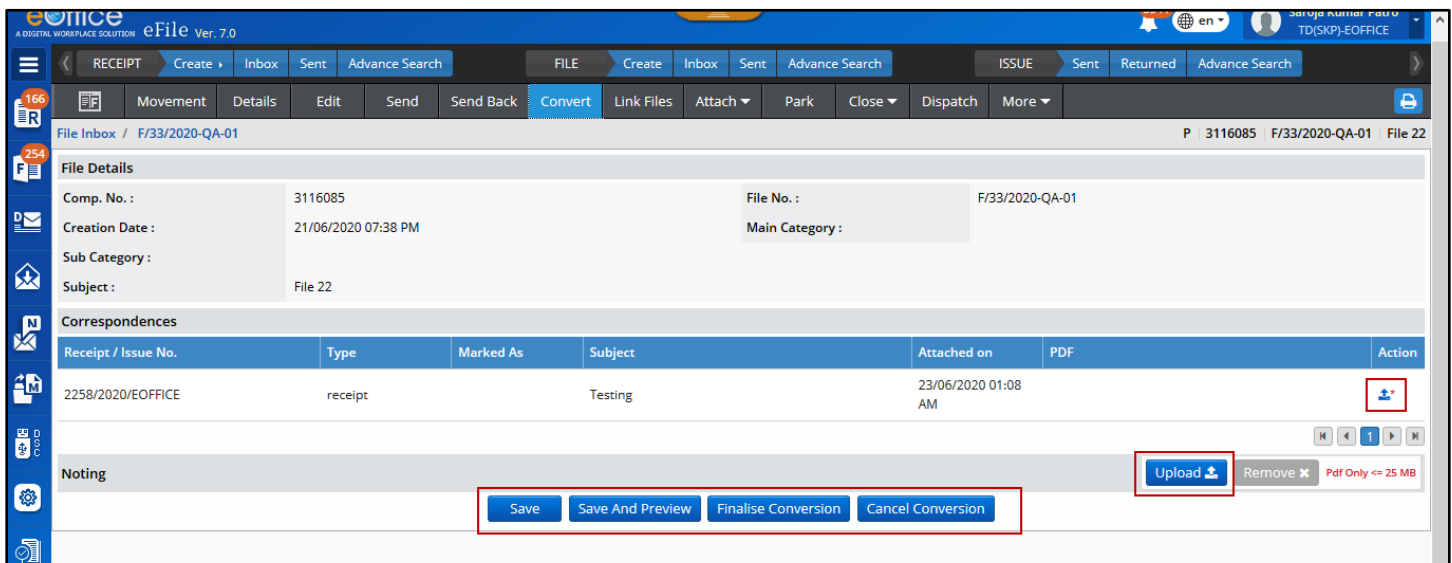 eOffice
A DIGITAL WORKPLACE SOLUTION eFile Ver. 7.0
en
Saroja Kumar Patro
TD(SKP)-EOFFICE
RECEIPT Create Inbox Sent Advance Search FILE Create Inbox Sent Advance Search ISSUE Sent Returned Advance Search
166
R
Movement Details Edit Send Send Back Convert Link Files Attach Park Close Dispatch More
File Inbox / F/33/2020-QA-01 P 3116085 F/33/2020-QA-01 File 22
254
F
File Details
Comp. No. : 3116085 File No. : F/33/2020-QA-01
D
Creation Date : 21/06/2020 07:38 PM Main Category :
Sub Category :
Subject : File 22
N
Correspondences
Receipt / Issue No. Type Marked As Subject Attached on PDF Action
M
2258/2020/EOFFICE receipt Testing 23/06/2020 01:08 AM *
DSC
1
Noting Upload Remove Pdf Only <= 25 MB
Save Save And Preview Finalise Conversion Cancel Conversion